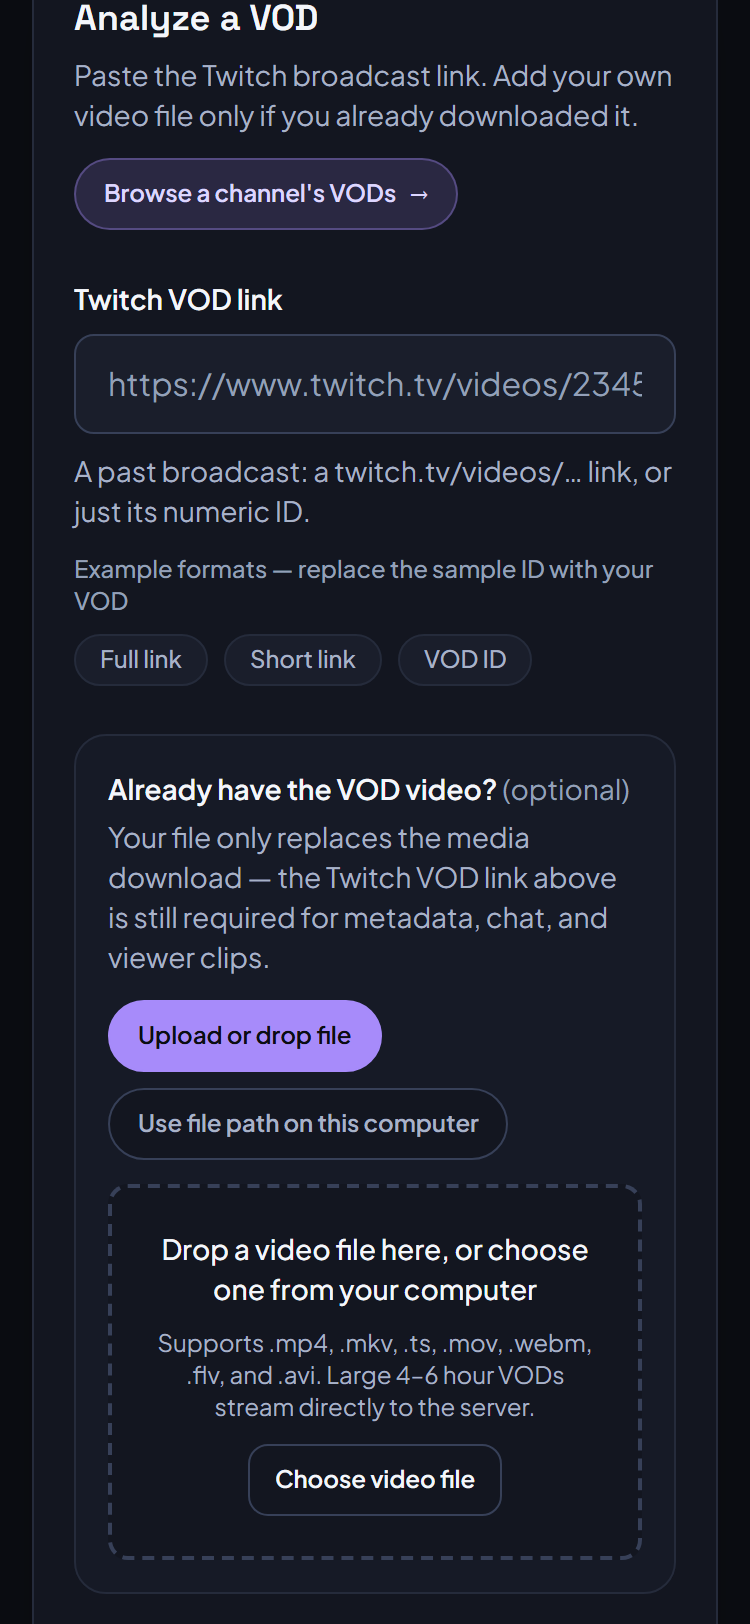 Analyze a VOD
Paste the Twitch broadcast link. Add your own
video file only if you already downloaded it.
Browse a channel's VODs →
Twitch VOD link
https://www.twitch.tv/videos/2345
A past broadcast: a twitch.tv/videos/… link, or
just its numeric ID.
Example formats — replace the sample ID with your
VOD
Full link
Short link
VOD ID
Already have the VOD video? (optional)
Your file only replaces the media
download — the Twitch VOD link above
is still required for metadata, chat, and
viewer clips.
Upload or drop file
Use file path on this computer
Drop a video file here, or choose
one from your computer
Supports .mp4, .mkv, .ts, .mov, .webm,
.flv, and .avi. Large 4–6 hour VODs
stream directly to the server.
Choose video file